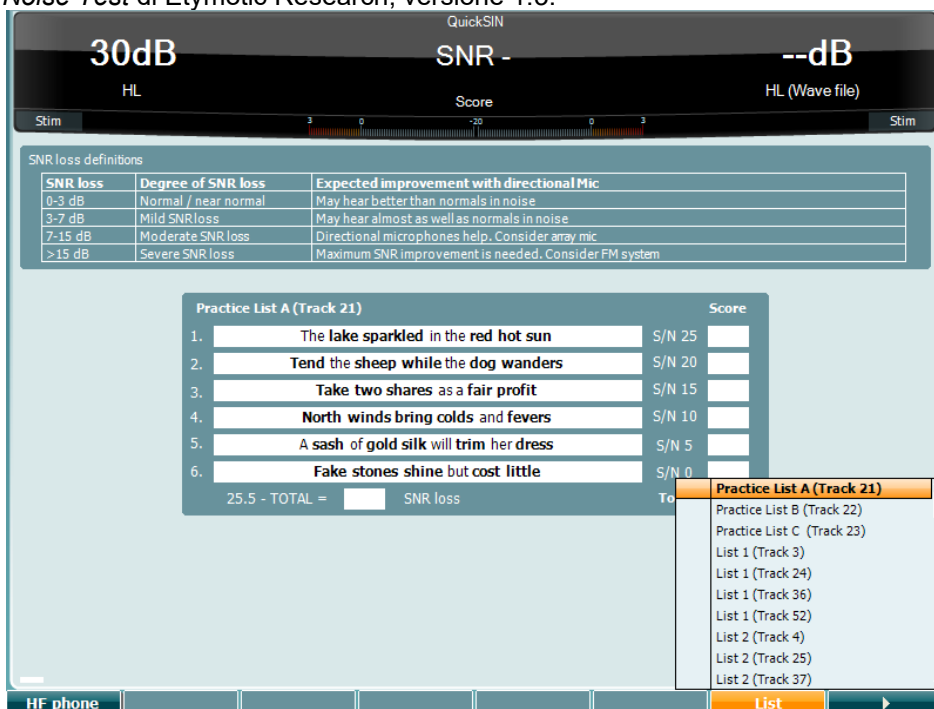 Noise Test di Etymotic Research, versione 1.3.
QuickSIN
30dB SNR - --dB
HL HL (Wave file)
Score
Stim 3 0 -20 0 3 Stim
SNR loss definitions
SNR loss Degree of SNR loss Expected improvement with directional Mic
0-3 dB Normal / near normal May hear better than normals in noise
3-7 dB Mild SNR loss May hear almost as well as normals in noise
7-15 dB Moderate SNR loss Directional microphones help. Consider array mic
>15 dB Severe SNR loss Maximum SNR improvement is needed. Consider FM system
Practice List A (Track 21) Score
1. The lake sparkled in the red hot sun S/N 25
2. Tend the sheep while the dog wanders S/N 20
3. Take two shares as a fair profit S/N 15
4. North winds bring colds and fevers S/N 10
5. A sash of gold silk will trim her dress S/N 5
6. Fake stones shine but cost little S/N 0
25.5 - TOTAL = SNR loss To
Practice List A (Track 21)
Practice List B (Track 22)
Practice List C (Track 23)
List 1 (Track 3)
List 1 (Track 24)
List 1 (Track 36)
List 1 (Track 52)
List 2 (Track 4)
List 2 (Track 25)
List 2 (Track 37)
HF phone List